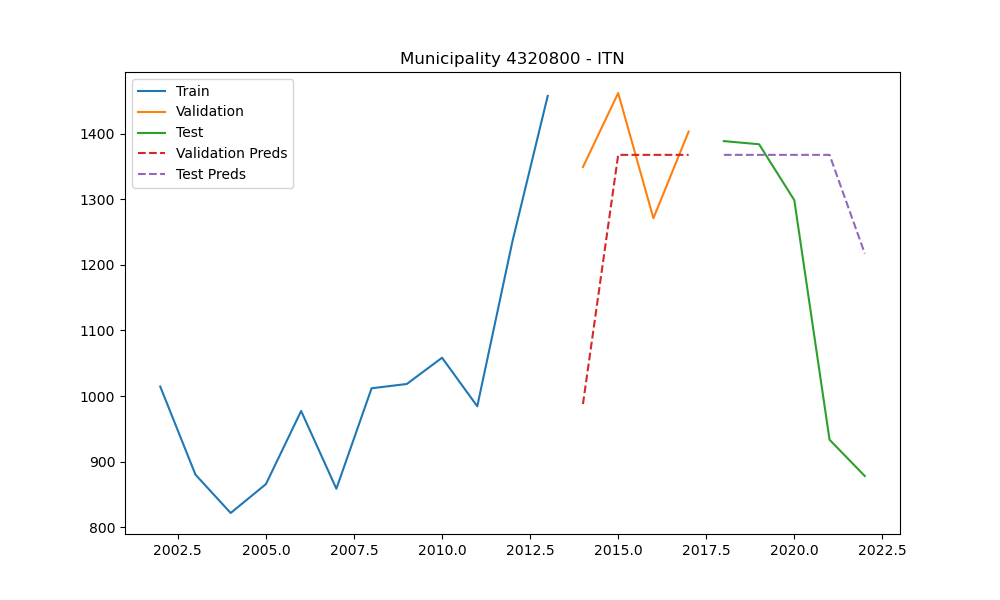 Municipality 4320800 - ITN
Train
Validation
Test
Validation Preds
Test Preds
1400
1300
1200
1100
1000
900
800
2002.5 2005.0 2007.5 2010.0 2012.5 2015.0 2017.5 2020.0 2022.5